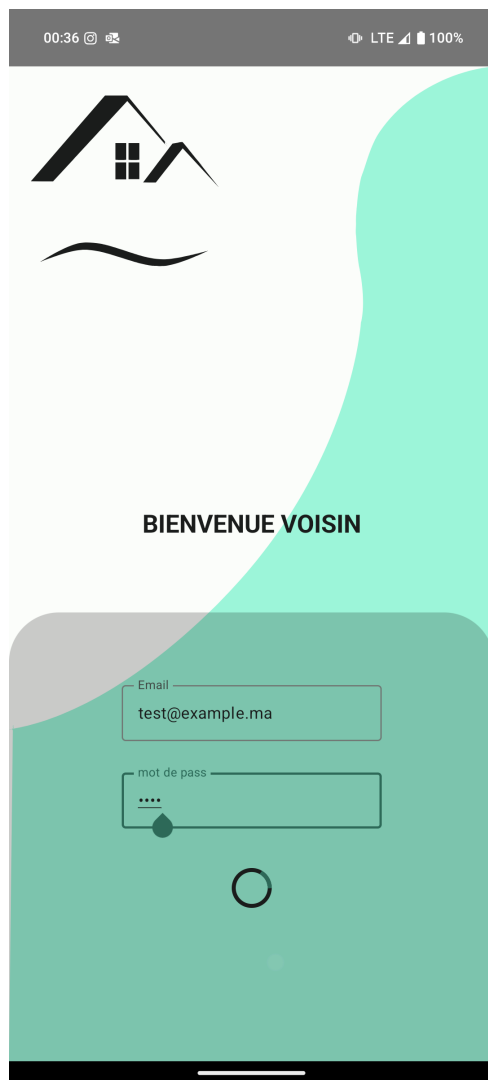 00:36 LTE 100%
BIENVENUE VOISIN
Email
test@example.ma
mot de pass
••••